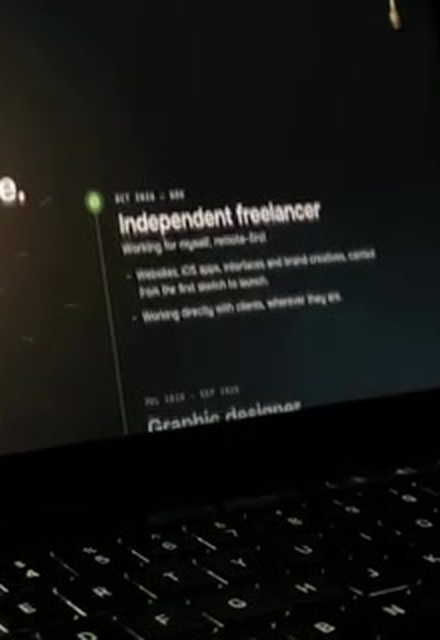 e.
Independent freelancer
Working for myself, remote-first
- Websites, iOS apps, interfaces and brand creatives, carried
from the first sketch to launch.
- Working directly with clients, wherever they are.
Graphic designer
E
R
T
Y
U
D
F
G
H
J
K
B
N